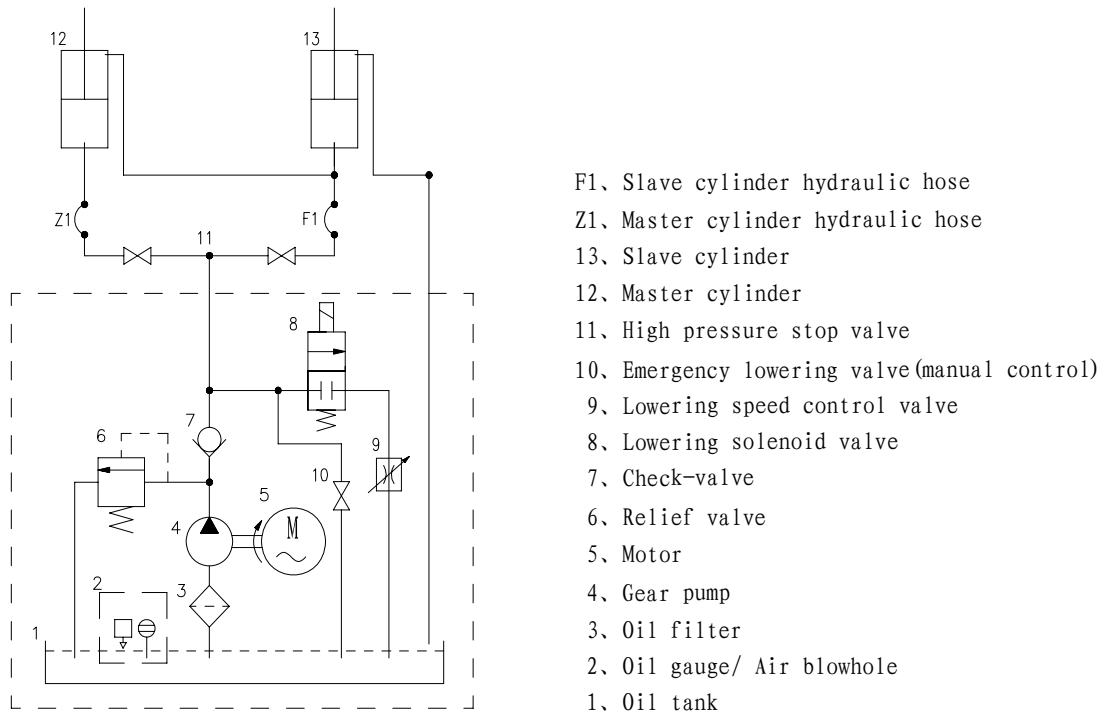 12
13
Z1
11
F1
8
7
6
9
10
5
4
M
2
3
1
F1、Slave cylinder hydraulic hose
Z1、Master cylinder hydraulic hose
13、Slave cylinder
12、Master cylinder
11、High pressure stop valve
10、Emergency lowering valve(manual control)
9、Lowering speed control valve
8、Lowering solenoid valve
7、Check-valve
6、Relief valve
5、Motor
4、Gear pump
3、Oil filter
2、Oil gauge/ Air blowhole
1、Oil tank